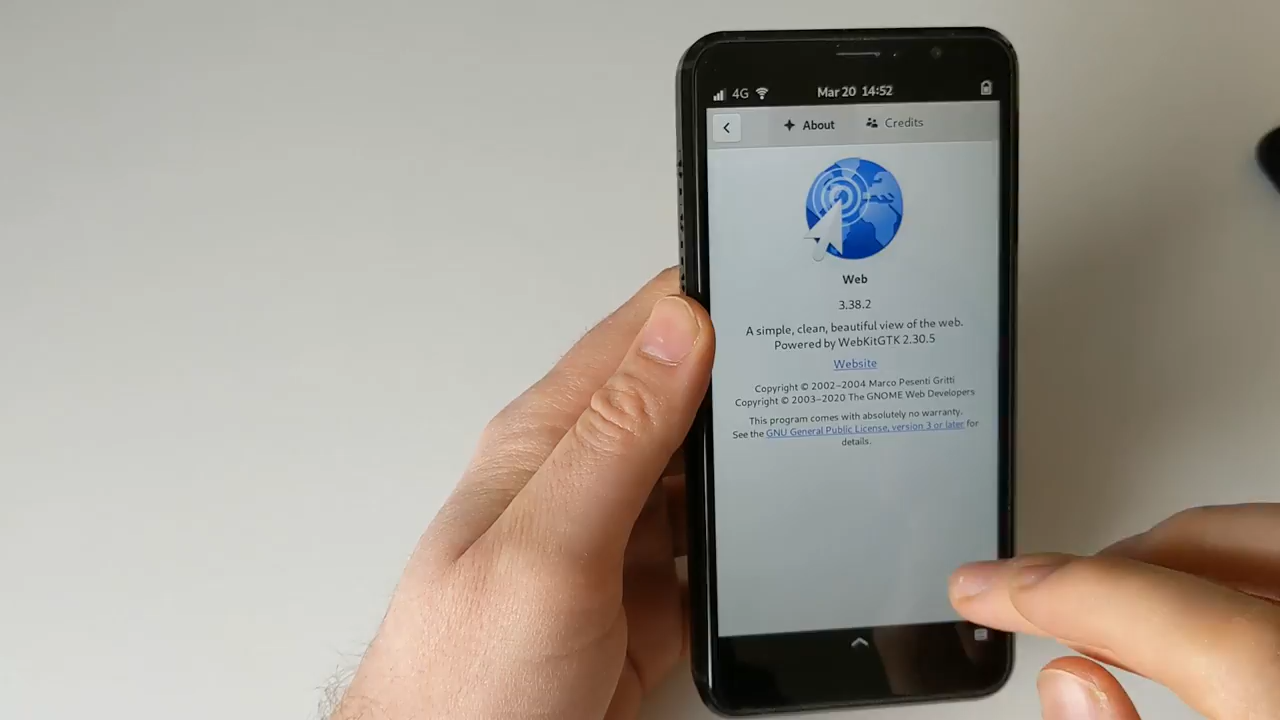 4G Mar 20 14:52
About Credits
Web
3.38.2
A simple, clean, beautiful view of the web.
Powered by WebKitGTK 2.30.5
Website
Copyright © 2002–2004 Marco Pesenti Gritti
Copyright © 2003–2020 The GNOME Web Developers
This program comes with absolutely no warranty.
See the GNU General Public License, version 3 or later for
details.